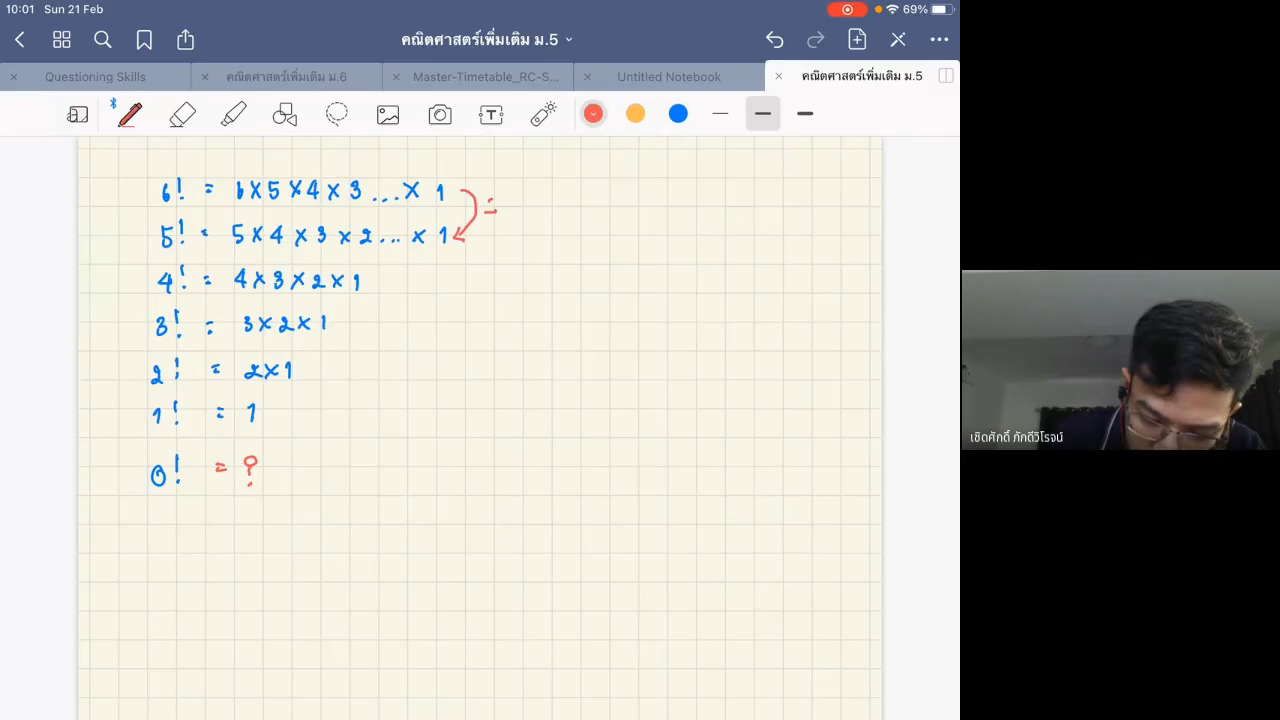 10:01 Sun 21 Feb 69%
คณิตศาสตร์เพิ่มเติม ม.5
Questioning Skills
คณิตศาสตร์เพิ่มเติม ม.6
Master-Timetable_RC-S...
Untitled Notebook
คณิตศาสตร์เพิ่มเติม ม.5
6! = 6×5×4×3...× 1
÷
5! = 5×4×3×2...×1
4! = 4×3×2×1
3! = 3×2×1
2! = 2×1
1! = 1
0! = ?
เชิดศักดิ์ ภักดีวิโรจน์